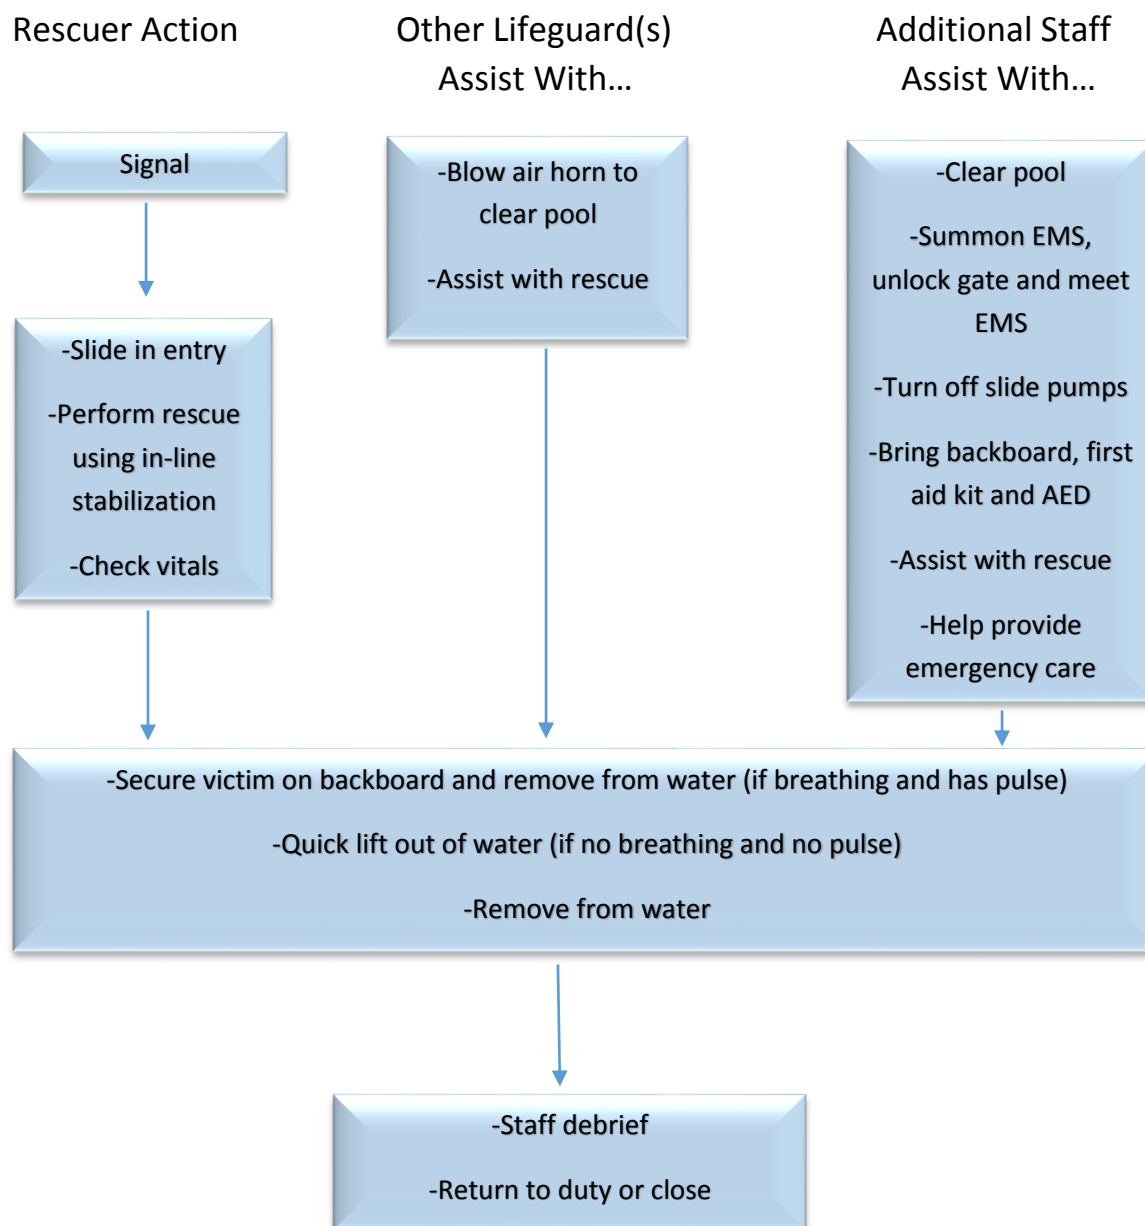 Rescuer Action
Other Lifeguard(s)
Assist With…
Additional Staff
Assist With…
Signal
-Slide in entry
-Perform rescue
using in-line
stabilization
-Check vitals
-Blow air horn to
clear pool
-Assist with rescue
-Clear pool
-Summon EMS,
unlock gate and meet
EMS
-Turn off slide pumps
-Bring backboard, first
aid kit and AED
-Assist with rescue
-Help provide
emergency care
-Secure victim on backboard and remove from water (if breathing and has pulse)
-Quick lift out of water (if no breathing and no pulse)
-Remove from water
-Staff debrief
-Return to duty or close